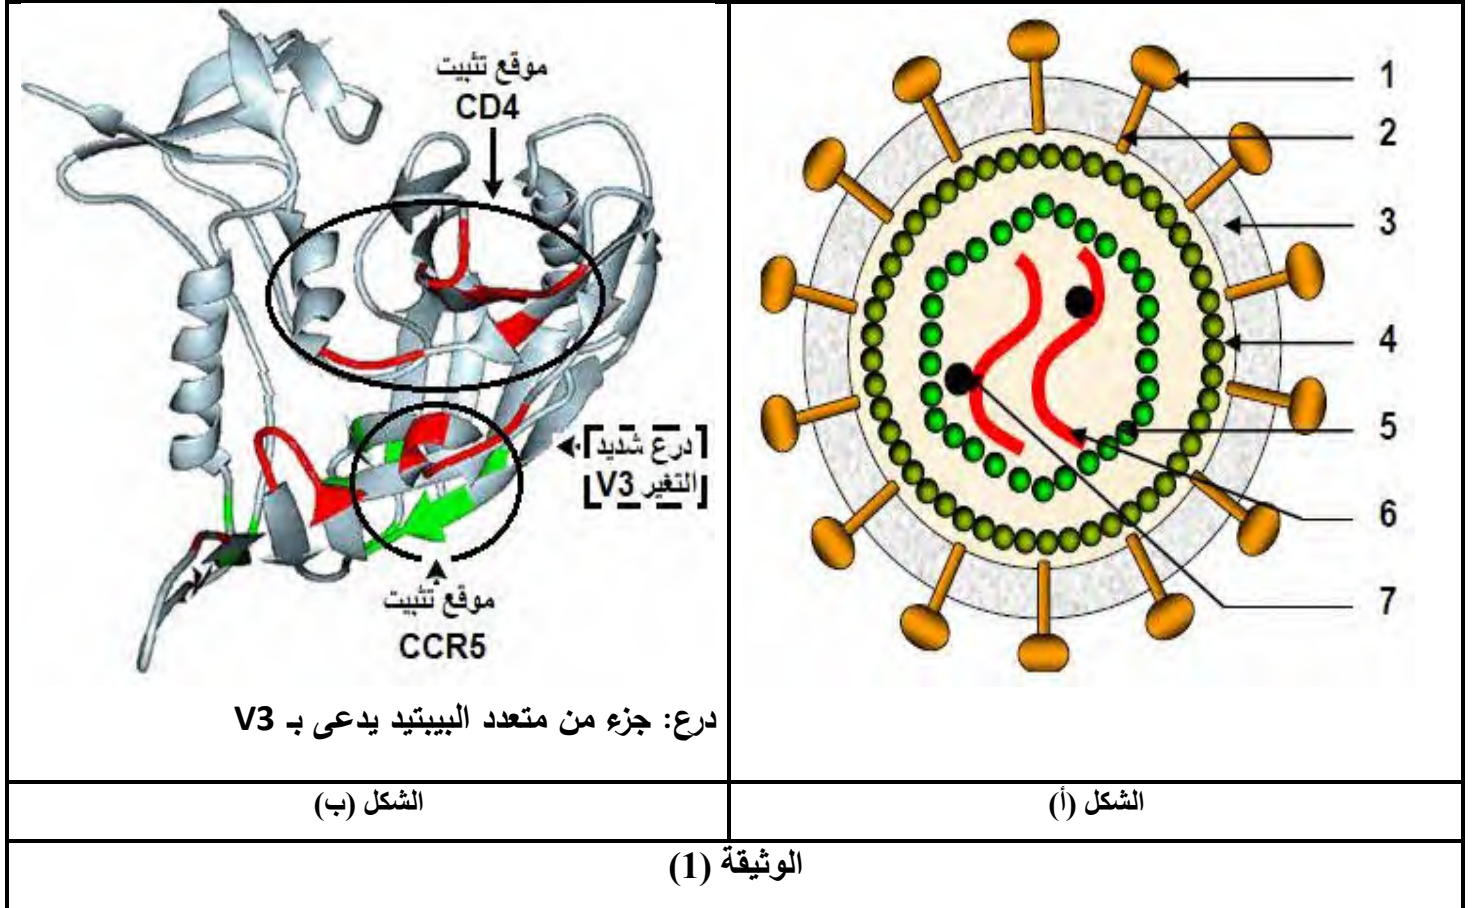 1
2
3
4
5
6
7
موقع تثبيت
CD4
درع شديد
التغير V3
موقع تثبيت
CCR5
درع: جزء من متعدد البيبتيد يدعى بـ V3
الشكل (أ)
الشكل (ب)
الوثيقة (1)